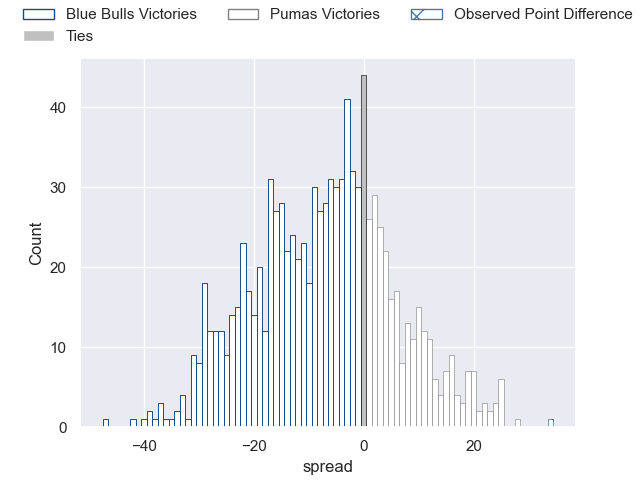 Blue Bulls Victories
Pumas Victories
Observed Point Difference
Ties
Count
40
30
20
10
0
−40
−20
0
20
spread